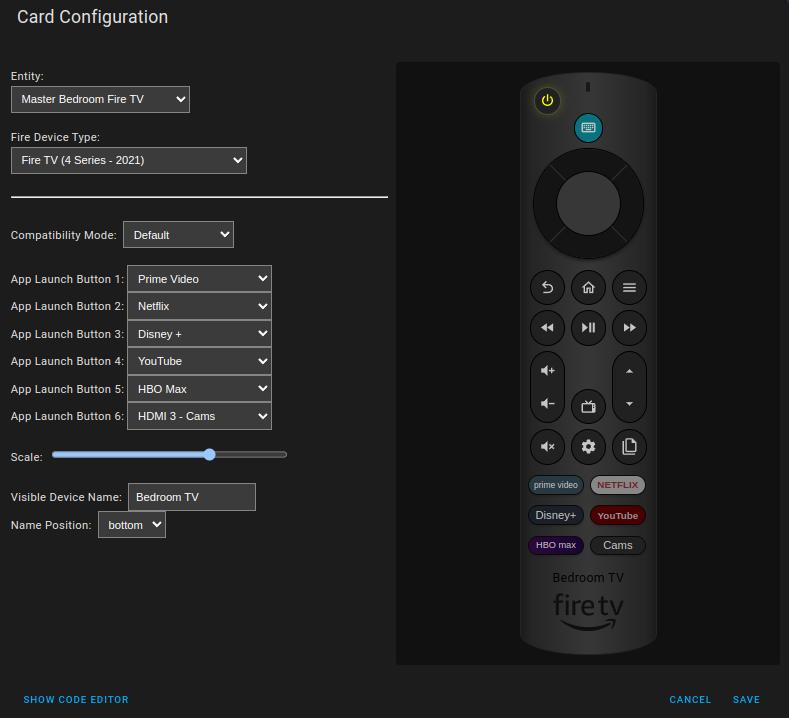 Card Configuration
Entity:
Master Bedroom Fire TV
Fire Device Type:
Fire TV (4 Series - 2021)
Compatibility Mode: Default
App Launch Button 1: Prime Video
App Launch Button 2: Netflix
App Launch Button 3: Disney +
App Launch Button 4: YouTube
App Launch Button 5: HBO Max
App Launch Button 6: HDMI 3 - Cams
Scale:
Visible Device Name: Bedroom TV
Name Position: bottom
prime video NETFLIX
Disney+ YouTube
HBO max Cams
Bedroom TV
fire tv
SHOW CODE EDITOR CANCEL SAVE